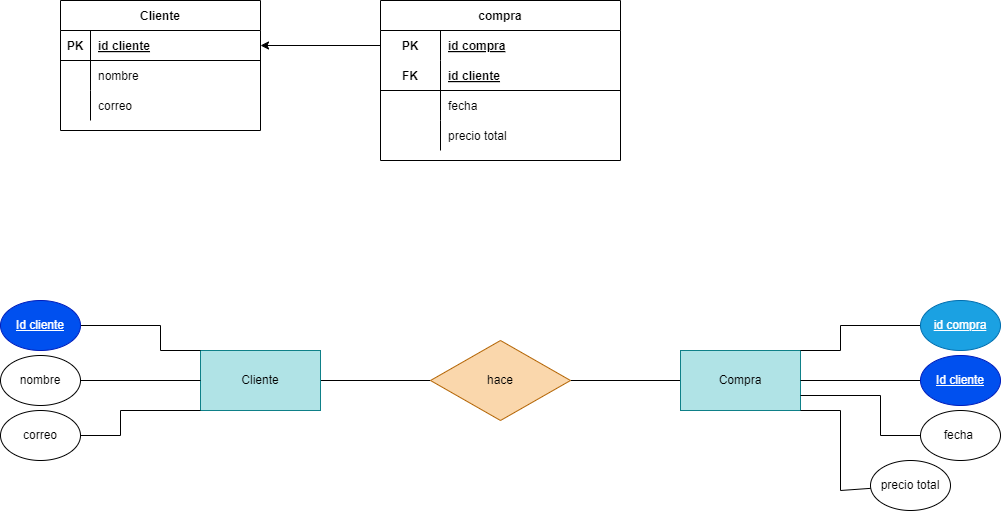 Cliente
PK id cliente
nombre
correo
compra
PK id compra
FK id cliente
fecha
precio total
Id cliente
nombre
correo
Cliente
hace
Compra
id compra
Id cliente
fecha
precio total